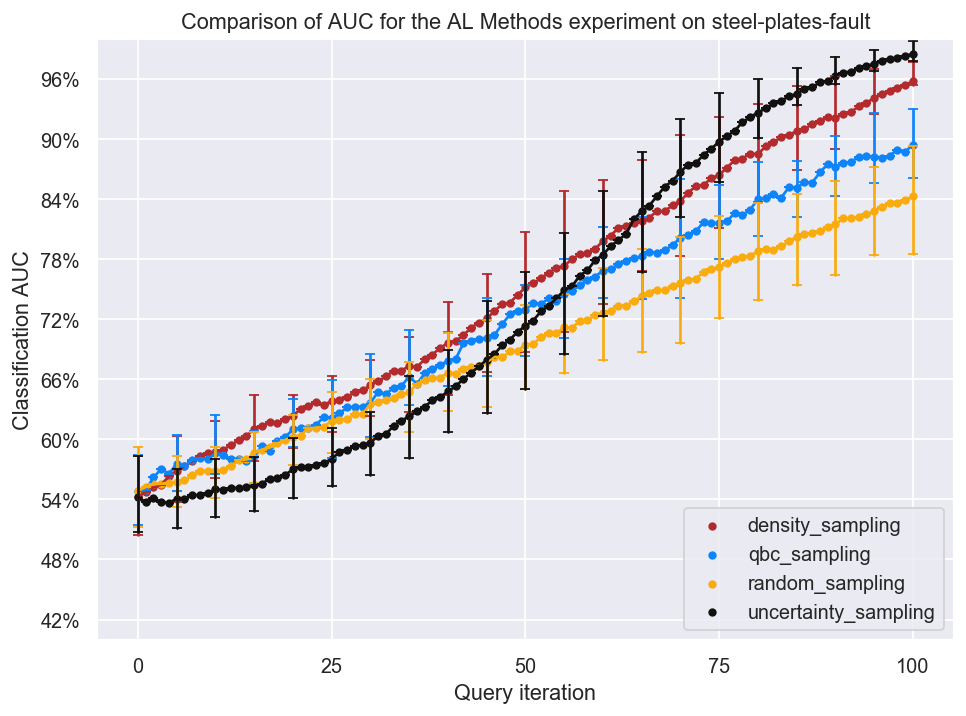 Comparison of AUC for the AL Methods experiment on steel-plates-fault
96%
90%
84%
78%
72%
66%
60%
54%
48%
42%
Classification AUC
density_sampling
qbc_sampling
random_sampling
uncertainty_sampling
0 25 50 75 100
Query iteration